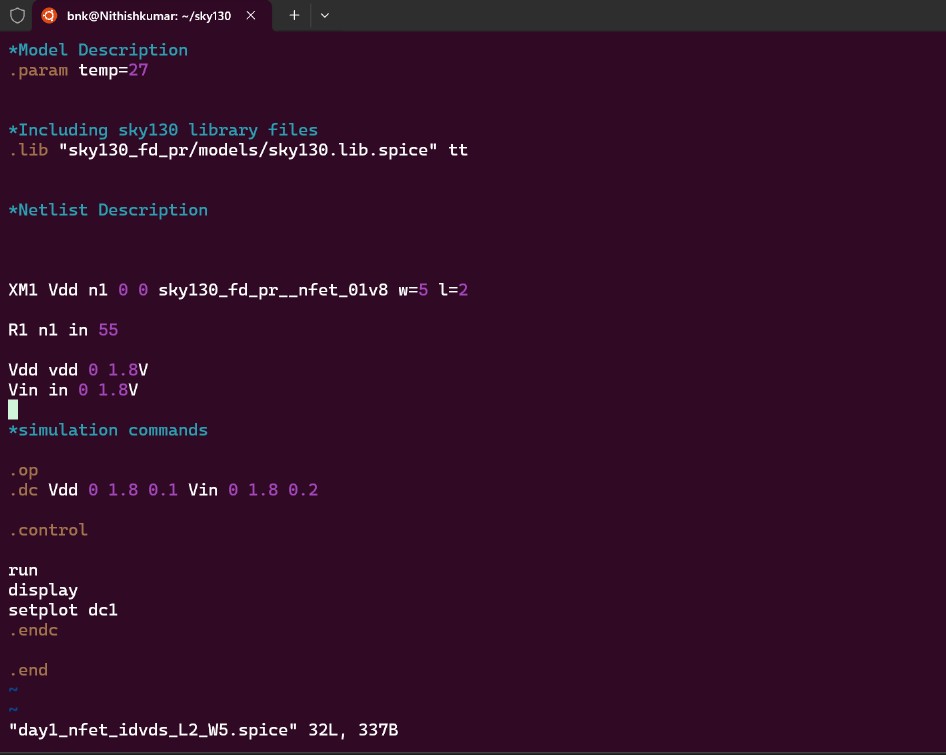 bnk@Nithishkumar: ~/sky130
*Model Description
.param temp=27
*Including sky130 library files
.lib "sky130_fd_pr/models/sky130.lib.spice" tt
*Netlist Description
XM1 Vdd n1 0 0 sky130_fd_pr__nfet_01v8 w=5 l=2
R1 n1 in 55
Vdd vdd 0 1.8V
Vin in 0 1.8V
*simulation commands
.op
.dc Vdd 0 1.8 0.1 Vin 0 1.8 0.2
.control
run
display
setplot dc1
.endc
.end
~
~
"day1_nfet_idvds_L2_W5.spice" 32L, 337B